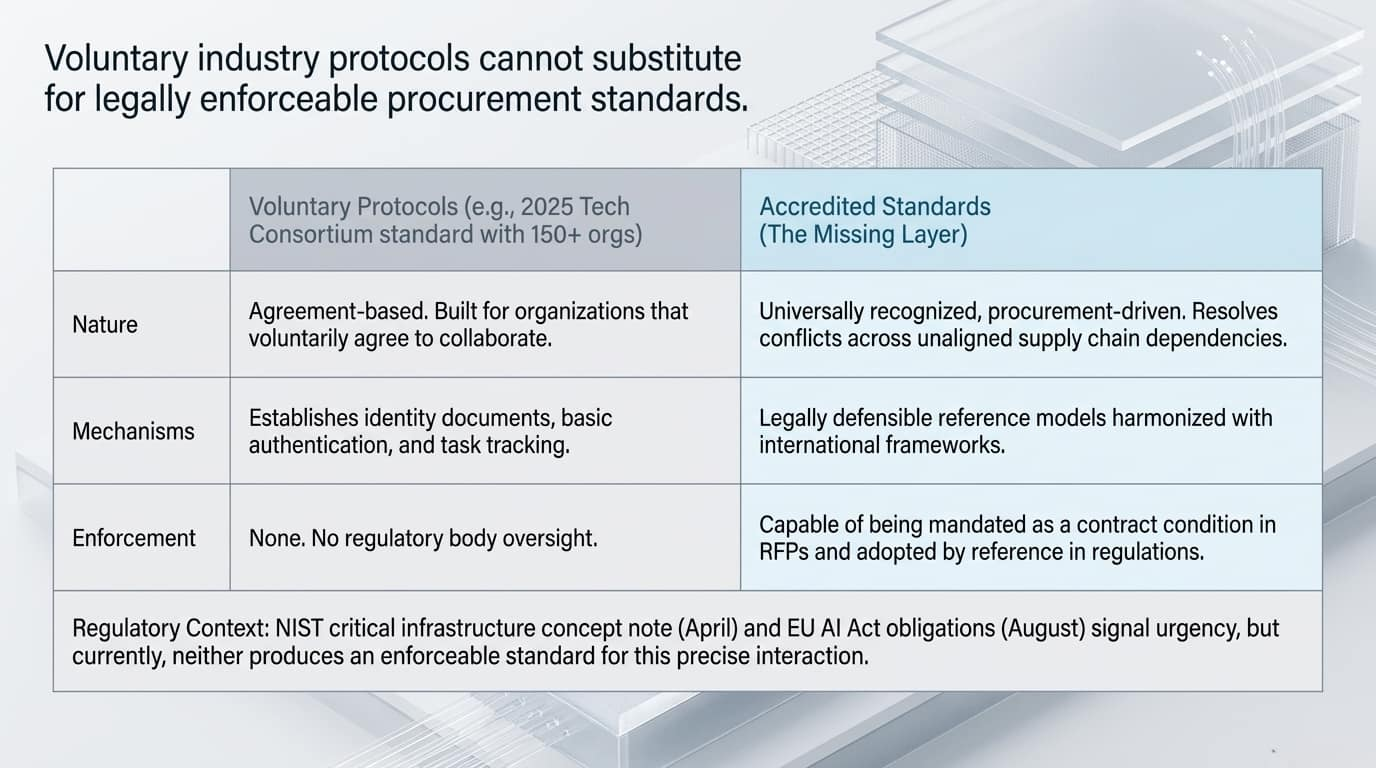 Voluntary industry protocols cannot substitute
for legally enforceable procurement standards.
Voluntary Protocols (e.g., 2025 Tech
Consortium standard with 150+ orgs)
Accredited Standards
(The Missing Layer)
Nature
Agreement-based. Built for organizations that
voluntarily agree to collaborate.
Universally recognized, procurement-driven. Resolves
conflicts across unaligned supply chain dependencies.
Mechanisms
Establishes identity documents, basic
authentication, and task tracking.
Legally defensible reference models harmonized with
international frameworks.
Enforcement
None. No regulatory body oversight.
Capable of being mandated as a contract condition in
RFPs and adopted by reference in regulations.
Regulatory Context: NIST critical infrastructure concept note (April) and EU AI Act obligations (August) signal urgency, but
currently, neither produces an enforceable standard for this precise interaction.